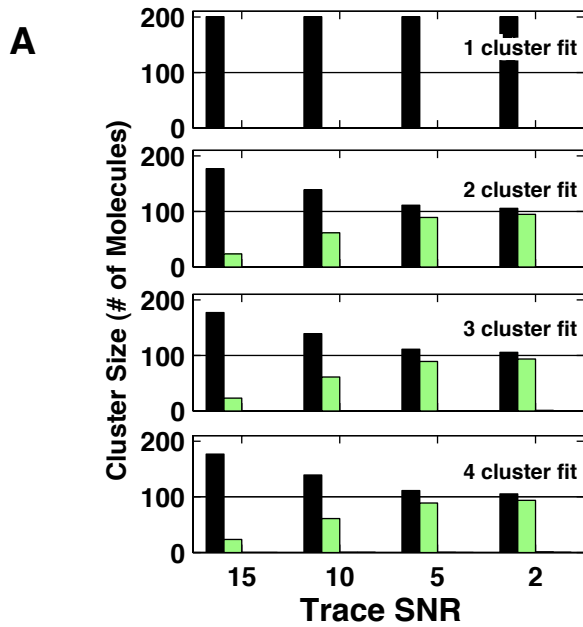 A
Cluster Size (# of Molecules)
200
100
0
1 cluster fit
200
100
0
2 cluster fit
200
100
0
3 cluster fit
200
100
0
4 cluster fit
15 10 5 2
Trace SNR